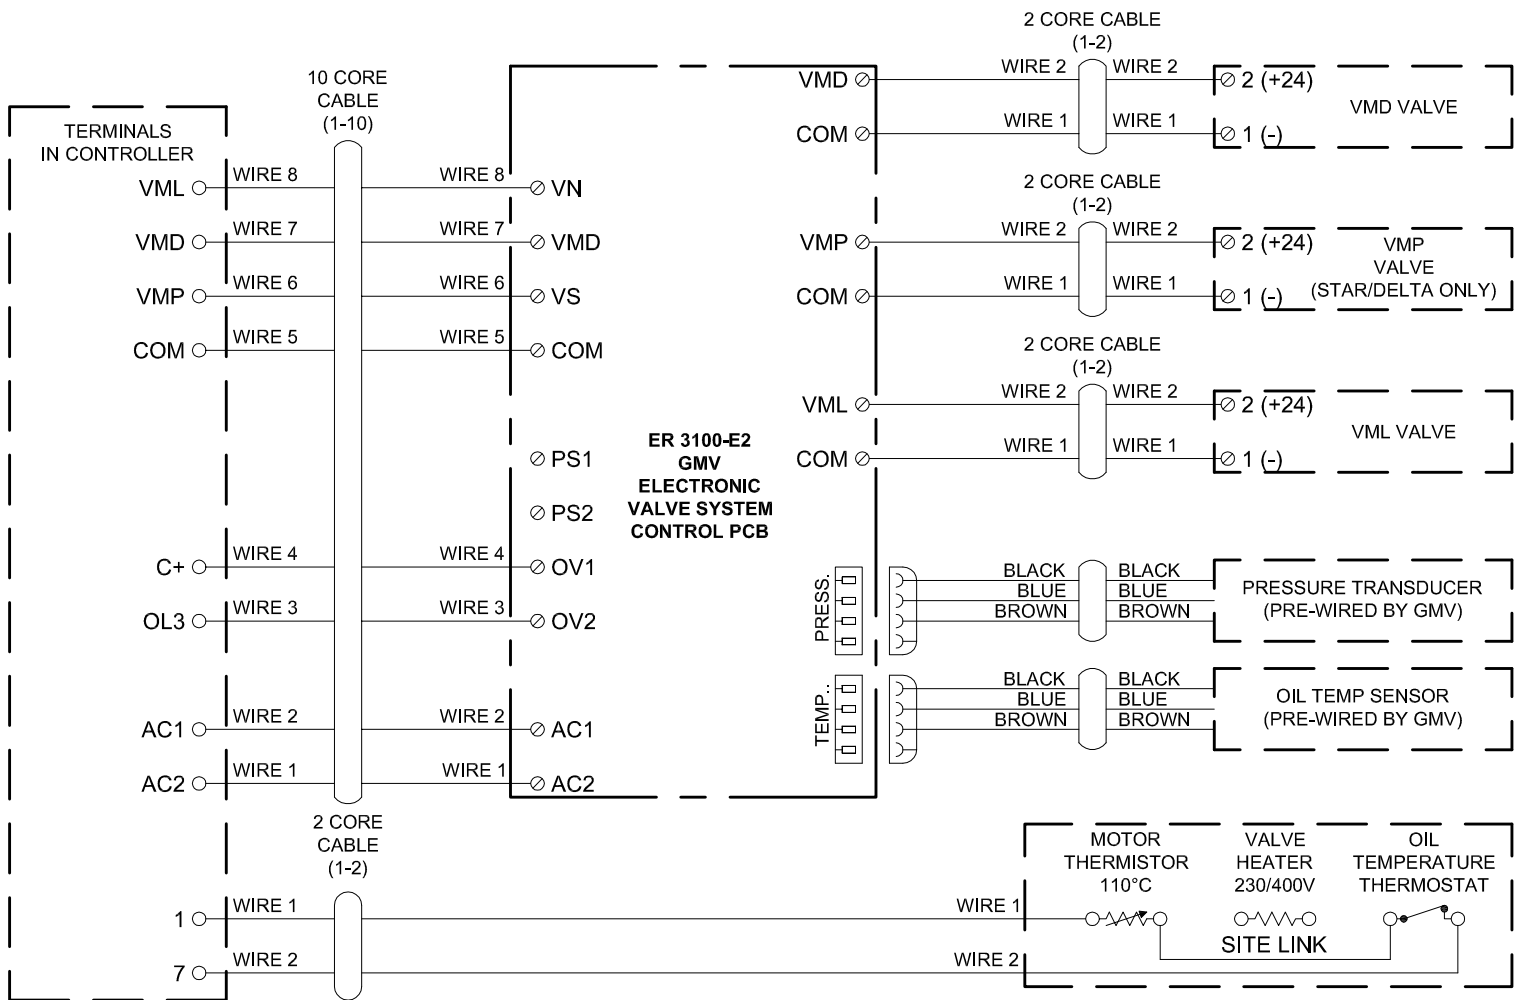 TERMINALS
IN CONTROLLER
VML
VMD
VMP
COM
C+
OL3
AC1
AC2
1
7
10 CORE
CABLE
(1-10)
WIRE 8
WIRE 8
WIRE 7
WIRE 7
WIRE 6
WIRE 6
WIRE 5
WIRE 5
WIRE 4
WIRE 4
WIRE 3
WIRE 3
WIRE 2
WIRE 2
WIRE 1
WIRE 1
2 CORE
CABLE
(1-2)
WIRE 1
WIRE 1
WIRE 2
WIRE 2
VN
VMD
VS
COM
PS1
PS2
OV1
OV2
AC1
AC2
ER 3100-E2
GMV
ELECTRONIC
VALVE SYSTEM
CONTROL PCB
VMD
COM
VMP
COM
VML
COM
PRESS.
TEMP..
2 CORE CABLE
(1-2)
WIRE 2
WIRE 2
WIRE 1
WIRE 1
2 (+24)
1 (-)
VMD VALVE
2 CORE CABLE
(1-2)
WIRE 2
WIRE 2
WIRE 1
WIRE 1
2 (+24)
1 (-)
VMP
VALVE
(STAR/DELTA ONLY)
2 CORE CABLE
(1-2)
WIRE 2
WIRE 2
WIRE 1
WIRE 1
2 (+24)
1 (-)
VML VALVE
BLACK
BLACK
BLUE
BLUE
BROWN
BROWN
PRESSURE TRANSDUCER
(PRE-WIRED BY GMV)
BLACK
BLACK
BLUE
BLUE
BROWN
BROWN
OIL TEMP SENSOR
(PRE-WIRED BY GMV)
MOTOR
THERMISTOR
110°C
VALVE
HEATER
230/400V
OIL
TEMPERATURE
THERMOSTAT
SITE LINK